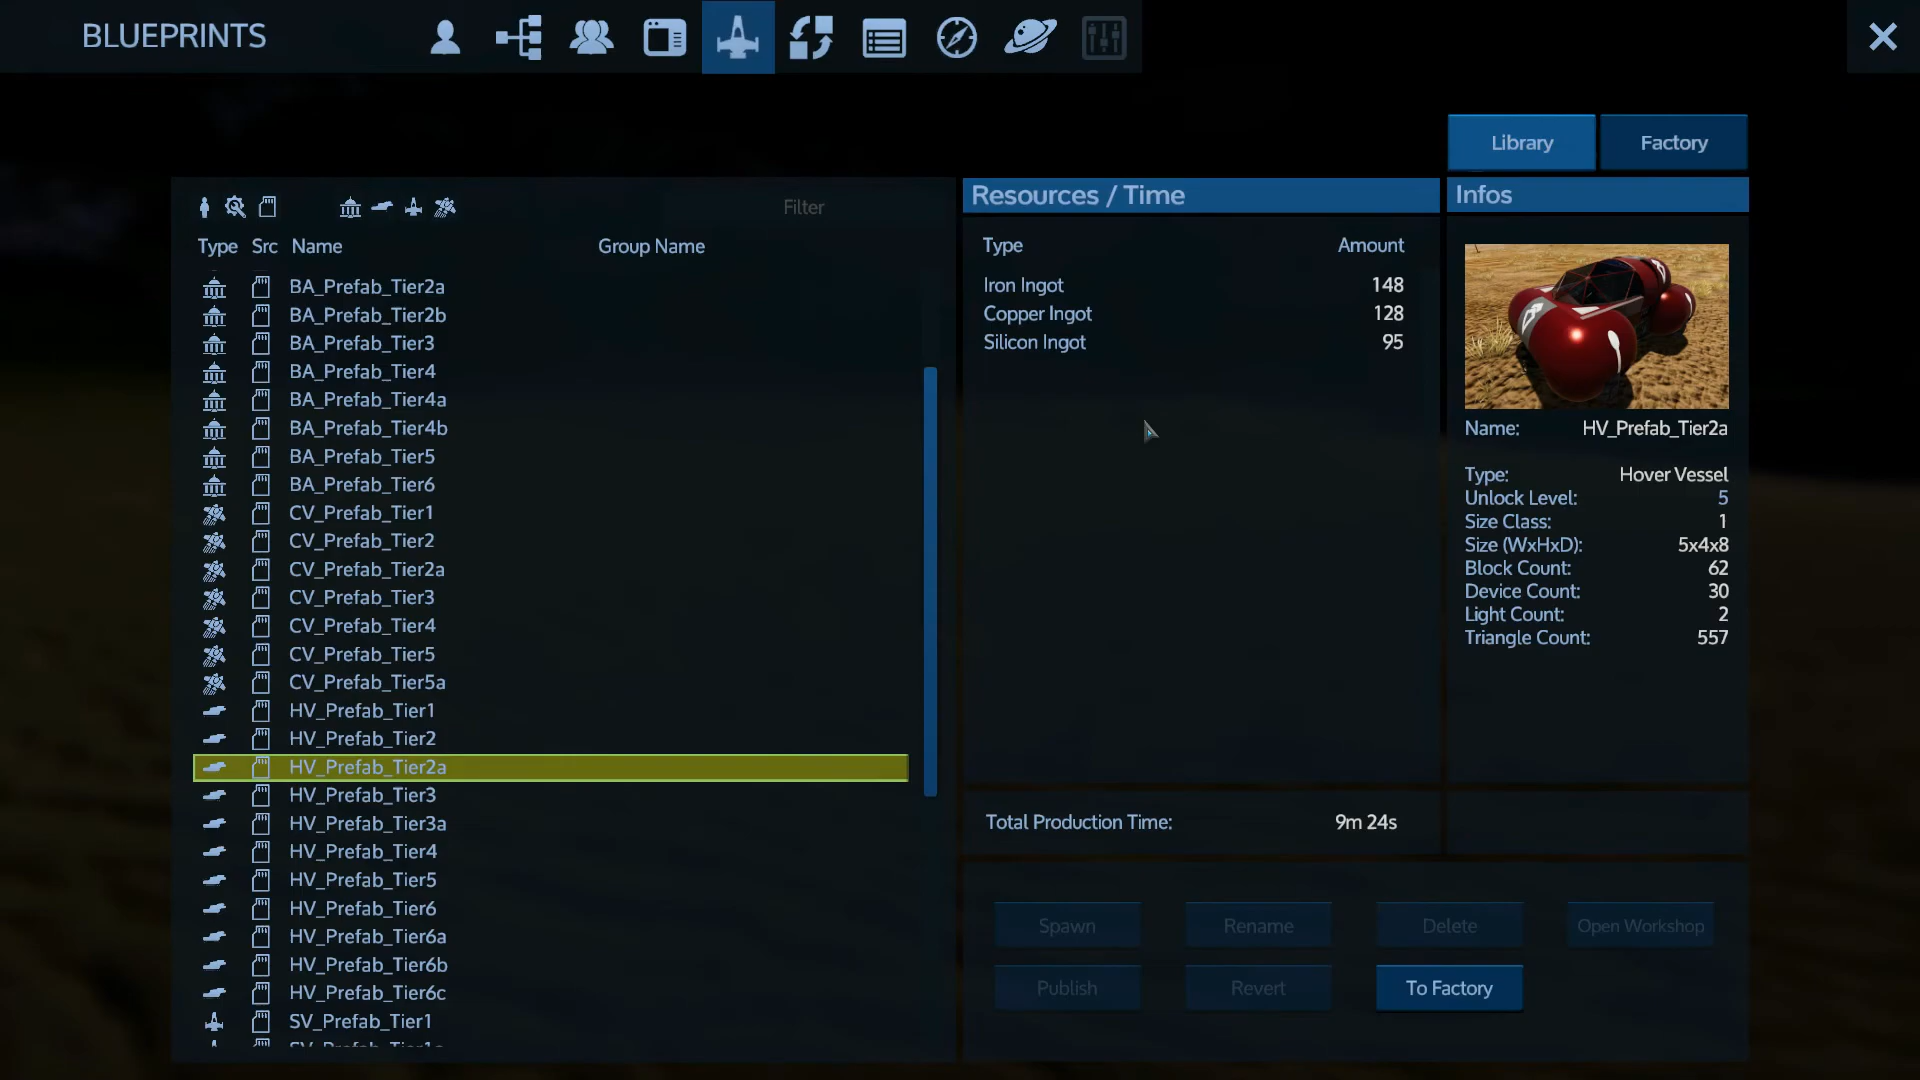 BLUEPRINTS
Library
Factory
Filter
Type Src Name Group Name
BA_Prefab_Tier2a
BA_Prefab_Tier2b
BA_Prefab_Tier3
BA_Prefab_Tier4
BA_Prefab_Tier4a
BA_Prefab_Tier4b
BA_Prefab_Tier5
BA_Prefab_Tier6
CV_Prefab_Tier1
CV_Prefab_Tier2
CV_Prefab_Tier2a
CV_Prefab_Tier3
CV_Prefab_Tier4
CV_Prefab_Tier5
CV_Prefab_Tier5a
HV_Prefab_Tier1
HV_Prefab_Tier2
HV_Prefab_Tier2a
HV_Prefab_Tier3
HV_Prefab_Tier3a
HV_Prefab_Tier4
HV_Prefab_Tier5
HV_Prefab_Tier6
HV_Prefab_Tier6a
HV_Prefab_Tier6b
HV_Prefab_Tier6c
SV_Prefab_Tier1
Resources / Time
Type Amount
Iron Ingot 148
Copper Ingot 128
Silicon Ingot 95
Total Production Time: 9m 24s
Infos
Name: HV_Prefab_Tier2a
Type: Hover Vessel
Unlock Level: 5
Size Class: 1
Size (WxHxD): 5x4x8
Block Count: 62
Device Count: 30
Light Count: 2
Triangle Count: 557
Spawn Rename Delete Open Workshop
Publish Revert To Factory